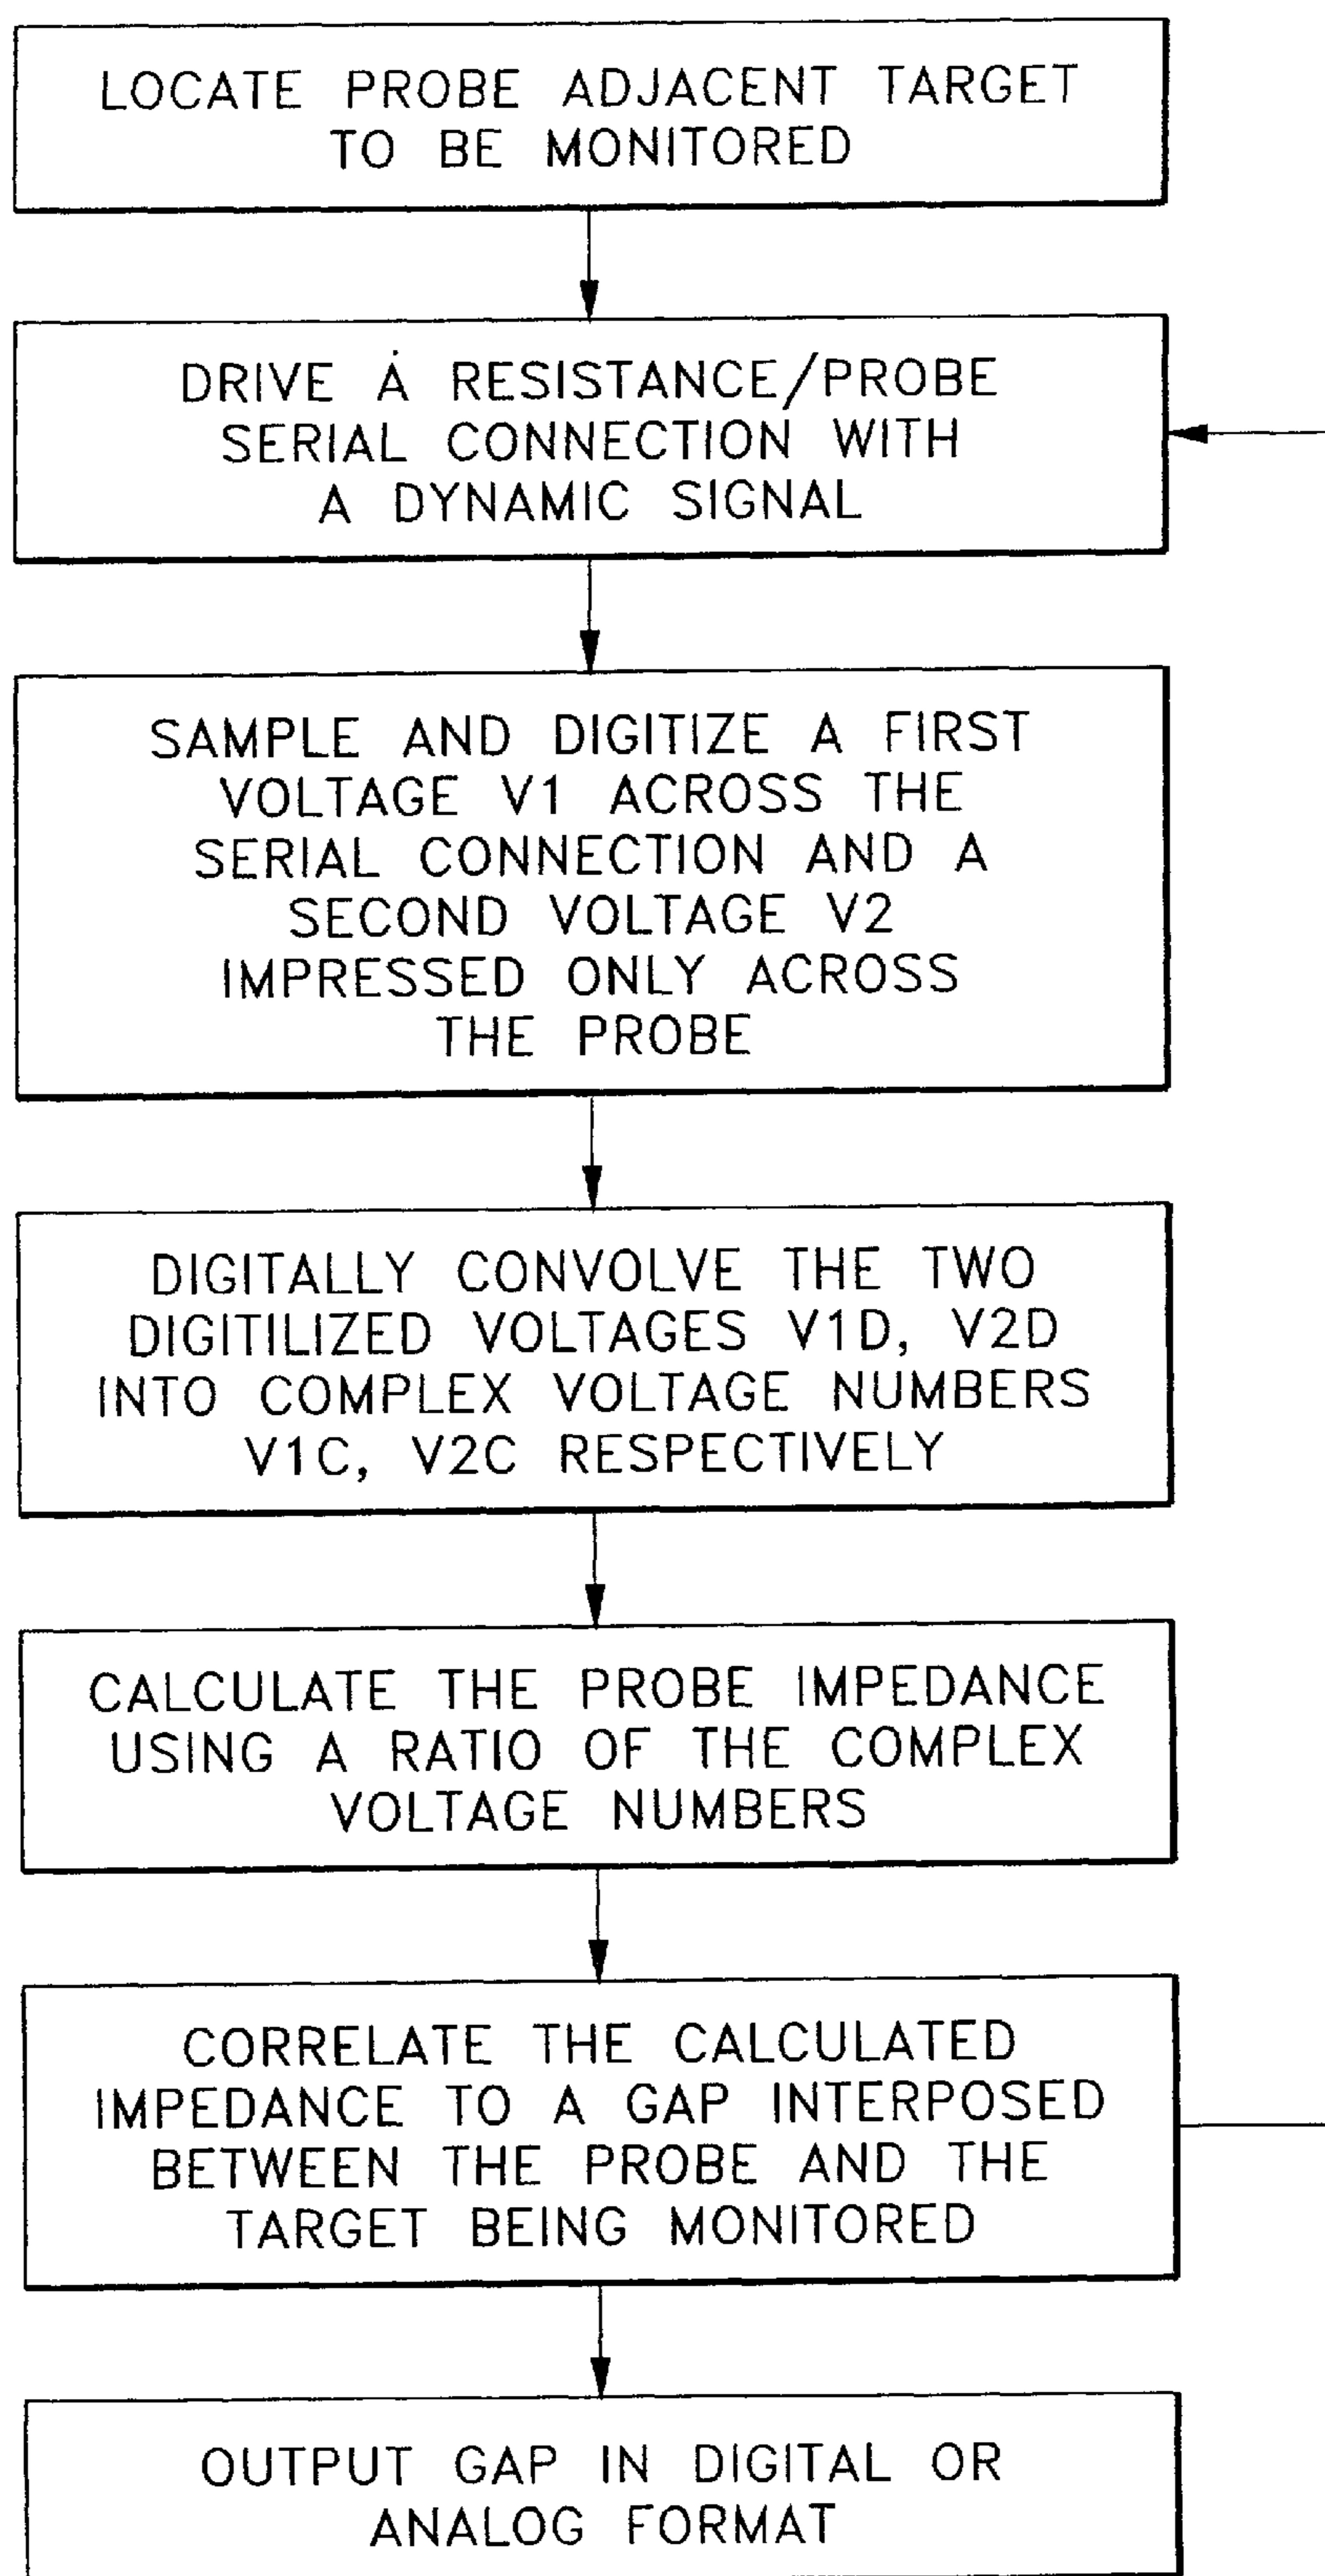 LOCATE PROBE ADJACENT TARGET
TO BE MONITORED
DRIVE A RESISTANCE/PROBE
SERIAL CONNECTION WITH
A DYNAMIC SIGNAL
SAMPLE AND DIGITIZE A FIRST
VOLTAGE V1 ACROSS THE
SERIAL CONNECTION AND A
SECOND VOLTAGE V2
IMPRESSED ONLY ACROSS
THE PROBE
DIGITALLY CONVOLVE THE TWO
DIGITILIZED VOLTAGES V1D, V2D
INTO COMPLEX VOLTAGE NUMBERS
V1C, V2C RESPECTIVELY
CALCULATE THE PROBE IMPEDANCE
USING A RATIO OF THE COMPLEX
VOLTAGE NUMBERS
CORRELATE THE CALCULATED
IMPEDANCE TO A GAP INTERPOSED
BETWEEN THE PROBE AND THE
TARGET BEING MONITORED
OUTPUT GAP IN DIGITAL OR
ANALOG FORMAT